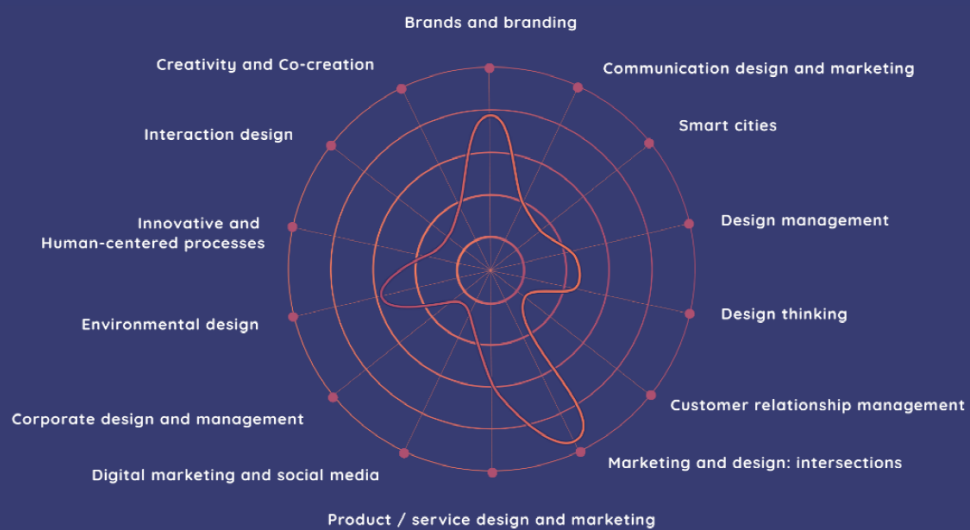 Brands and branding
Creativity and Co-creation
Communication design and marketing
Smart cities
Interaction design
Design management
Innovative and
Human-centered processes
Design thinking
Environmental design
Customer relationship management
Corporate design and management
Marketing and design: intersections
Digital marketing and social media
Product / service design and marketing